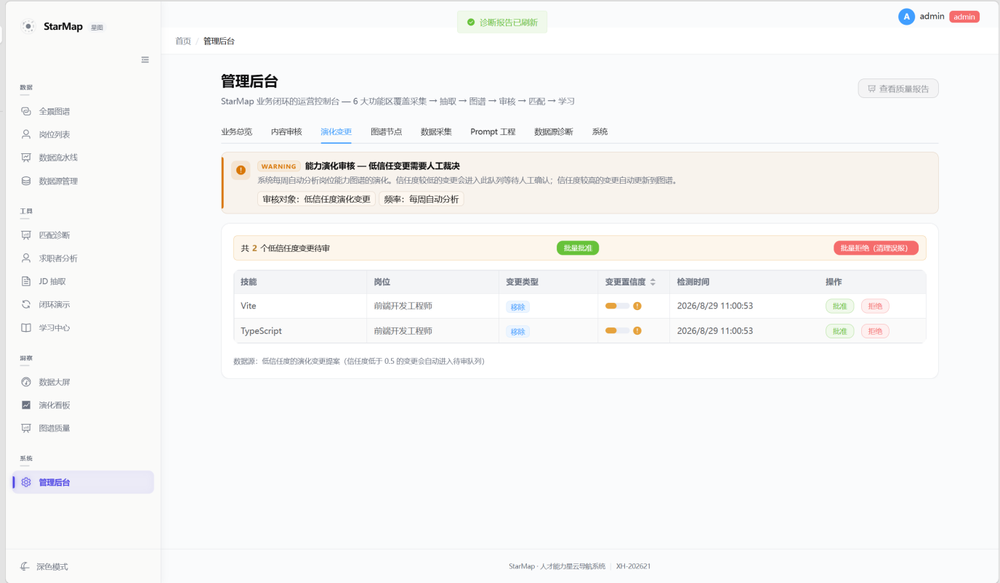 StarMap 星图
诊断报告已刷新
A admin admin
首页 / 管理后台
数据
全景图谱
岗位列表
数据流水线
数据源管理
工具
匹配诊断
求职者分析
JD 抽取
闭环演示
学习中心
洞察
数据大屏
演化看板
图谱质量
系统
管理后台
深色模式
管理后台
StarMap 业务闭环的运营控制台 — 6 大功能区覆盖采集 → 抽取 → 图谱 → 审核 → 匹配 → 学习
查看质量报告
业务总览 内容审核 演化变更 图谱节点 数据采集 Prompt 工程 数据源诊断 系统
WARNING 能力演化审核 — 低信任变更需要人工裁决
系统每周自动分析岗位能力图谱的演化。信任度较低的变更会进入此队列等待人工确认；信任度较高的变更自动更新到图谱。
审核对象：低信任度演化变更 频率：每周自动分析
共 2 个低信任度变更待审 批量批准 批量拒绝（清理误报）
技能 岗位 变更类型 变更置信度 检测时间 操作
Vite 前端开发工程师 移除 2026/8/29 11:00:53 批准 拒绝
TypeScript 前端开发工程师 移除 2026/8/29 11:00:53 批准 拒绝
数据源：低信任度的演化变更提案（信任度低于 0.5 的变更会自动进入待审队列）
StarMap · 人才能力星云导航系统 | XH-202621